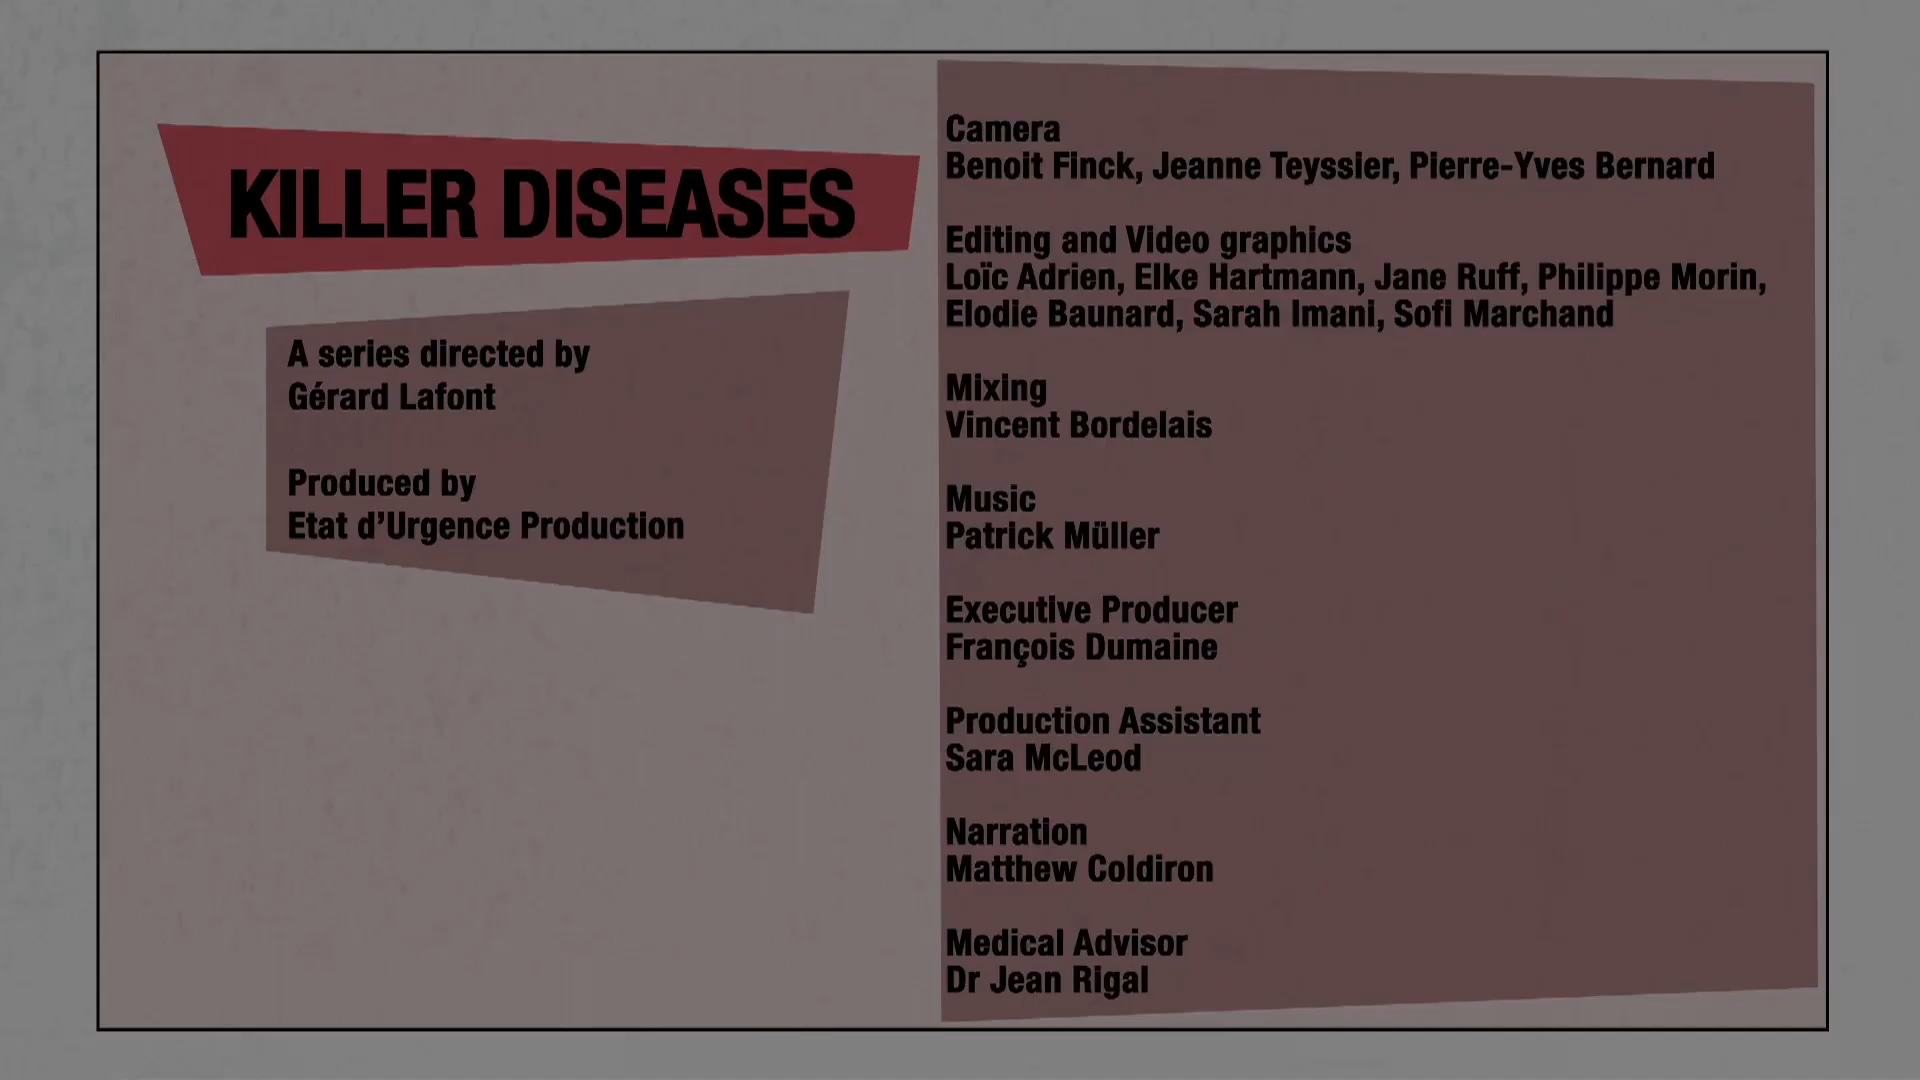 KILLER DISEASES
A series directed by
Gérard Lafont
Produced by
Etat d’Urgence Production
Camera
Benoit Finck, Jeanne Teyssier, Pierre-Yves Bernard
Editing and Video graphics
Loïc Adrien, Elke Hartmann, Jane Ruff, Philippe Morin,
Elodie Baunard, Sarah Imani, Sofi Marchand
Mixing
Vincent Bordelais
Music
Patrick Müller
Executive Producer
François Dumaine
Production Assistant
Sara McLeod
Narration
Matthew Coldiron
Medical Advisor
Dr Jean Rigal